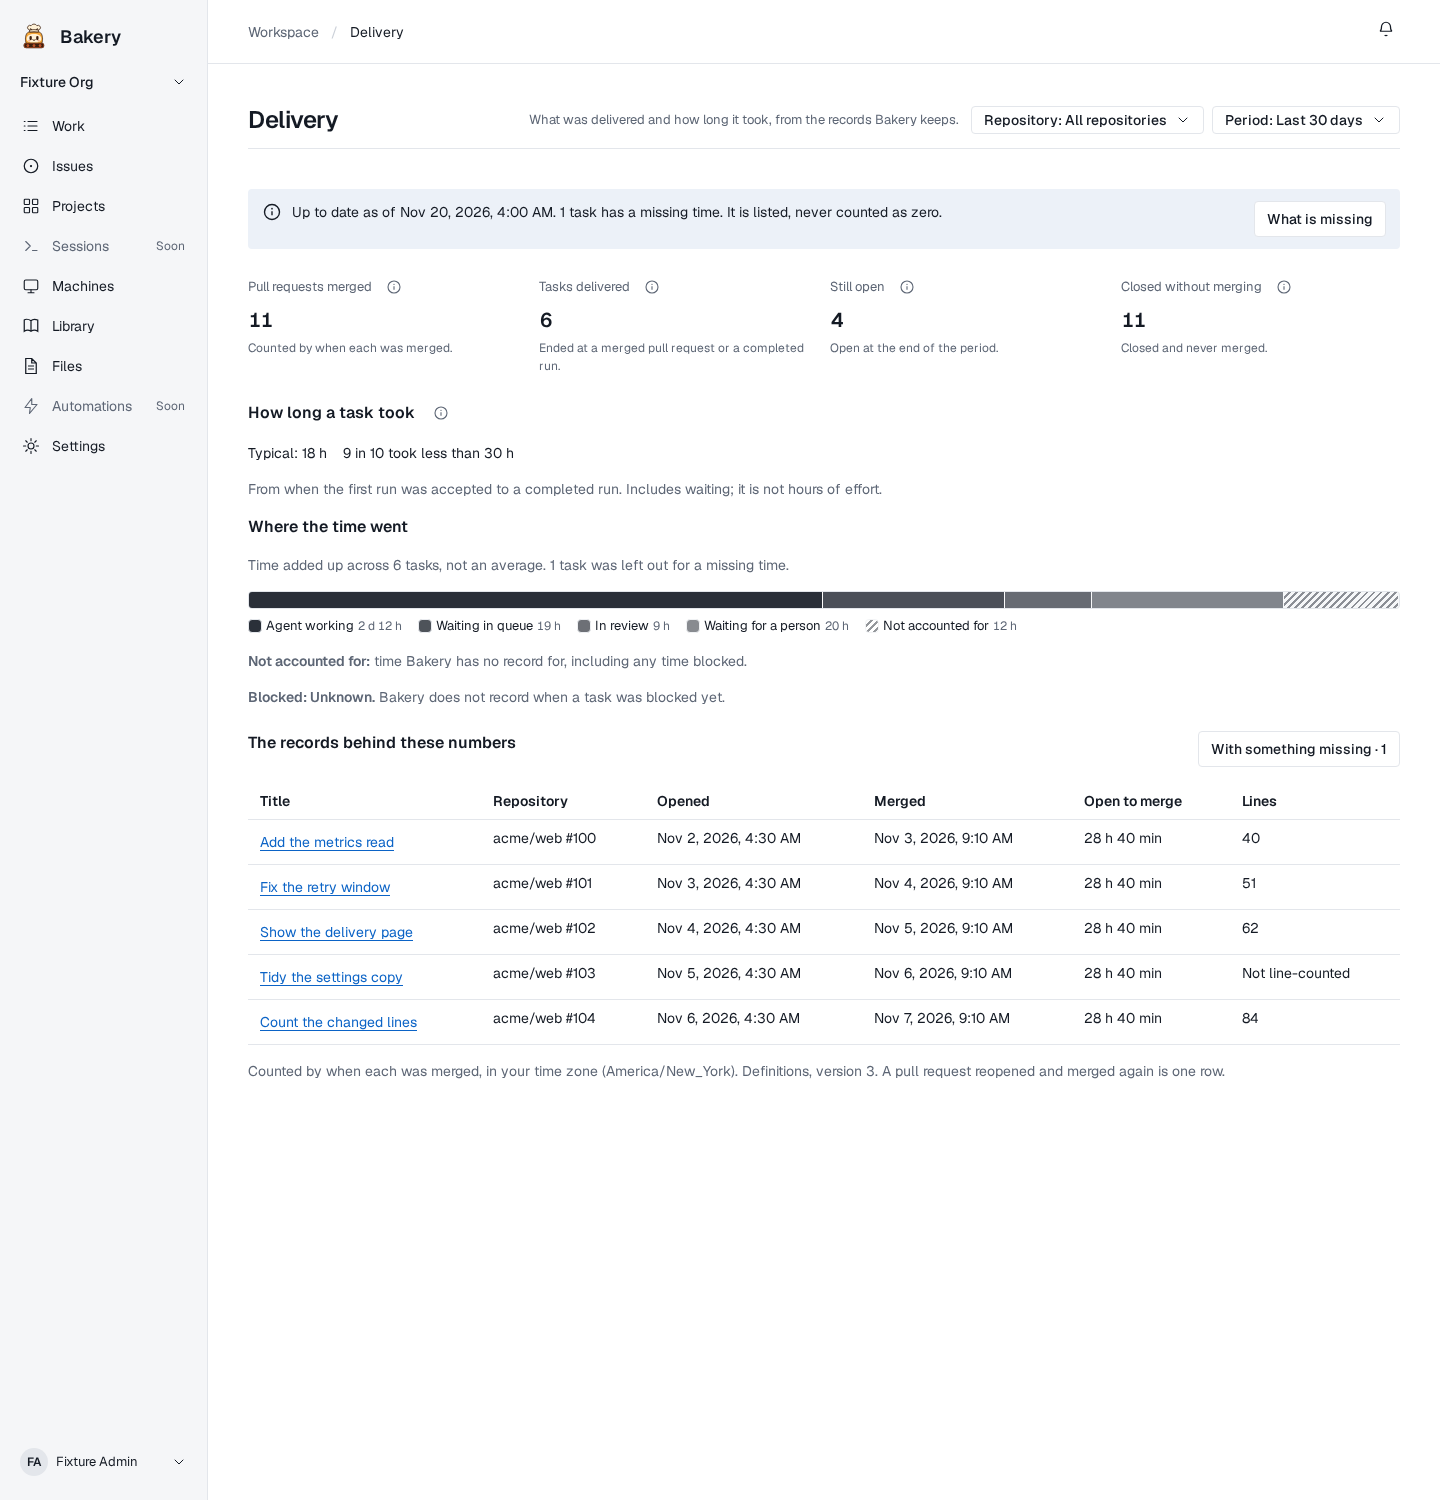 Bakery
Fixture Org
Work
Issues
Projects
Sessions Soon
Machines
Library
Files
Automations Soon
Settings
FA Fixture Admin
Workspace / Delivery
Delivery
What was delivered and how long it took, from the records Bakery keeps.
Repository: All repositories
Period: Last 30 days
Up to date as of Nov 20, 2026, 4:00 AM. 1 task has a missing time. It is listed, never counted as zero.
What is missing
Pull requests merged
11
Counted by when each was merged.
Tasks delivered
6
Ended at a merged pull request or a completed
run.
Still open
4
Open at the end of the period.
Closed without merging
11
Closed and never merged.
How long a task took
Typical: 18 h 9 in 10 took less than 30 h
From when the first run was accepted to a completed run. Includes waiting; it is not hours of effort.
Where the time went
Time added up across 6 tasks, not an average. 1 task was left out for a missing time.
Agent working 2 d 12 h Waiting in queue 19 h In review 9 h Waiting for a person 20 h Not accounted for 12 h
Not accounted for: time Bakery has no record for, including any time blocked.
Blocked: Unknown. Bakery does not record when a task was blocked yet.
The records behind these numbers
With something missing · 1
Title Repository Opened Merged Open to merge Lines
Add the metrics read acme/web #100 Nov 2, 2026, 4:30 AM Nov 3, 2026, 9:10 AM 28 h 40 min 40
Fix the retry window acme/web #101 Nov 3, 2026, 4:30 AM Nov 4, 2026, 9:10 AM 28 h 40 min 51
Show the delivery page acme/web #102 Nov 4, 2026, 4:30 AM Nov 5, 2026, 9:10 AM 28 h 40 min 62
Tidy the settings copy acme/web #103 Nov 5, 2026, 4:30 AM Nov 6, 2026, 9:10 AM 28 h 40 min Not line-counted
Count the changed lines acme/web #104 Nov 6, 2026, 4:30 AM Nov 7, 2026, 9:10 AM 28 h 40 min 84
Counted by when each was merged, in your time zone (America/New_York). Definitions, version 3. A pull request reopened and merged again is one row.